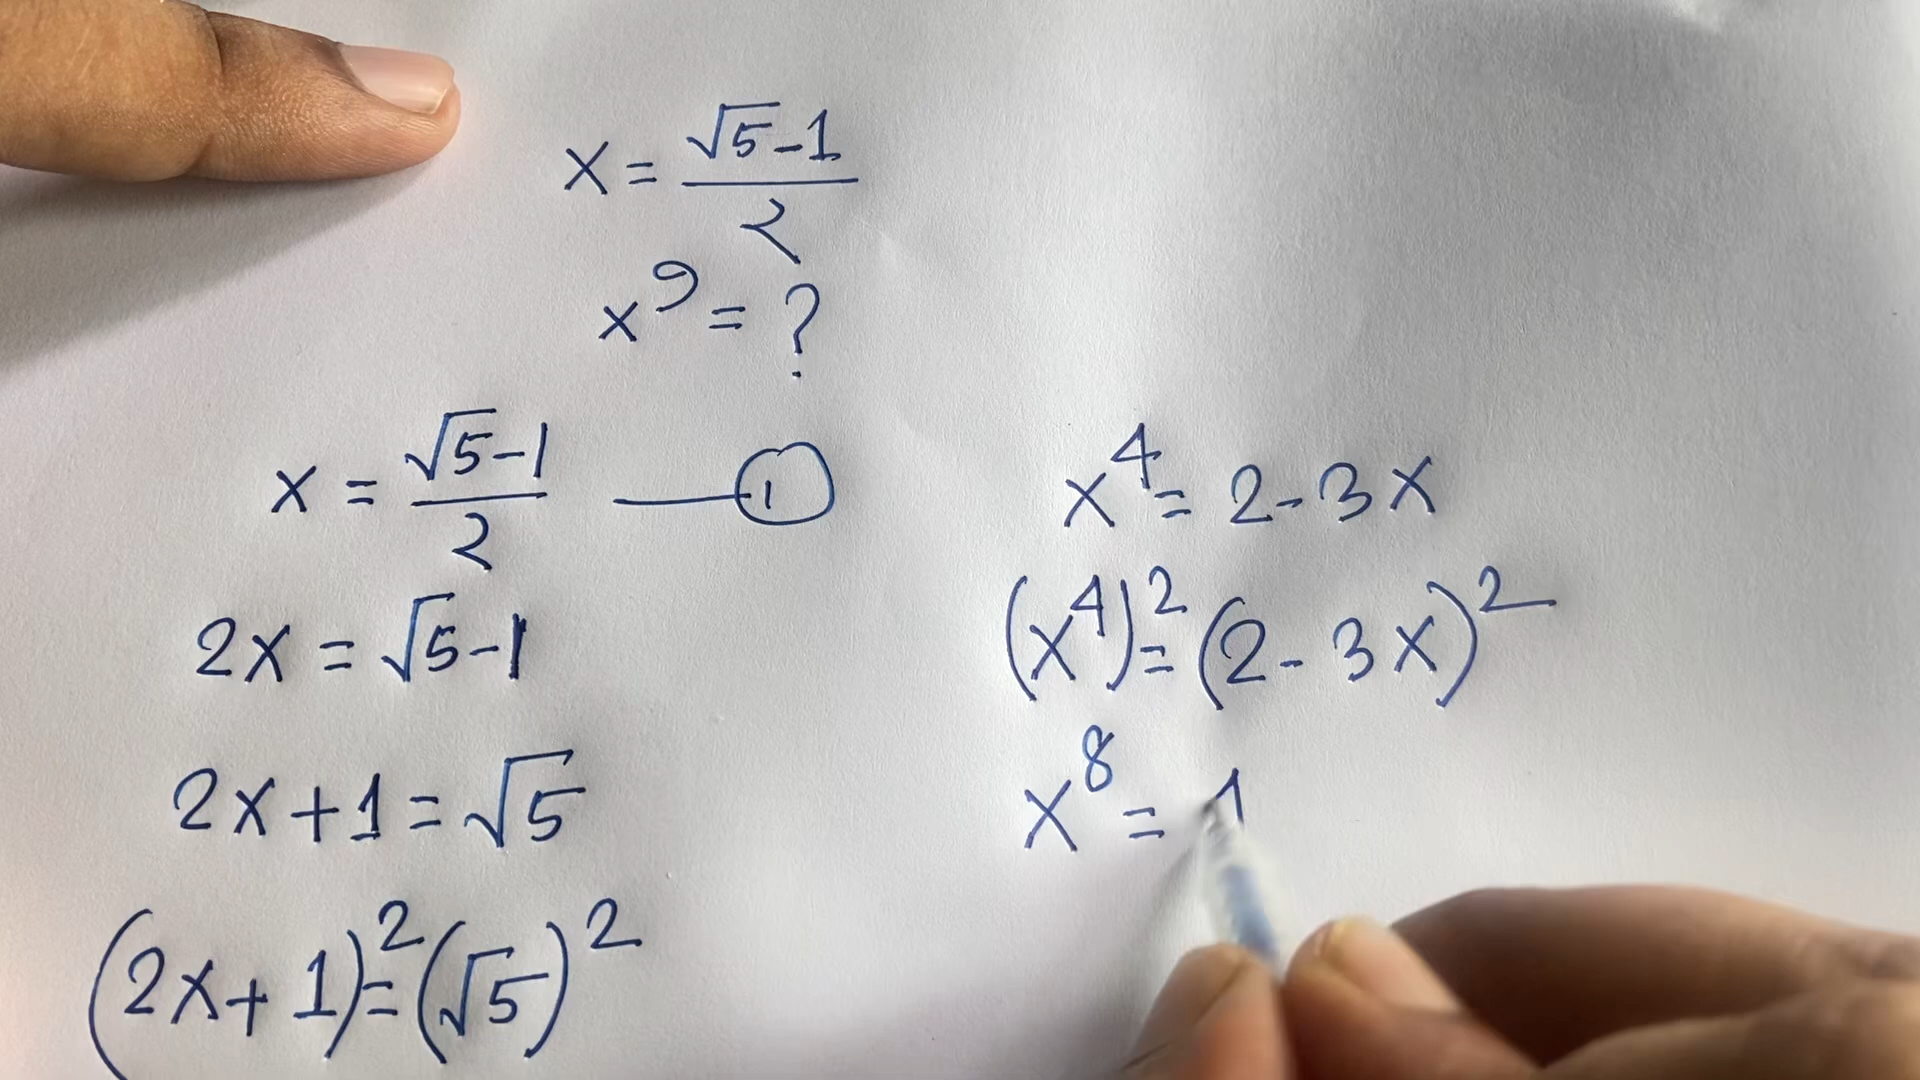 x = (√5-1)/2
x⁹ = ?
x = (√5-1)/2 —①
2x = √5-1
2x+1 = √5
(2x+1)² = (√5)²
x⁴ = 2-3x
(x⁴)² = (2-3x)²
x⁸ =